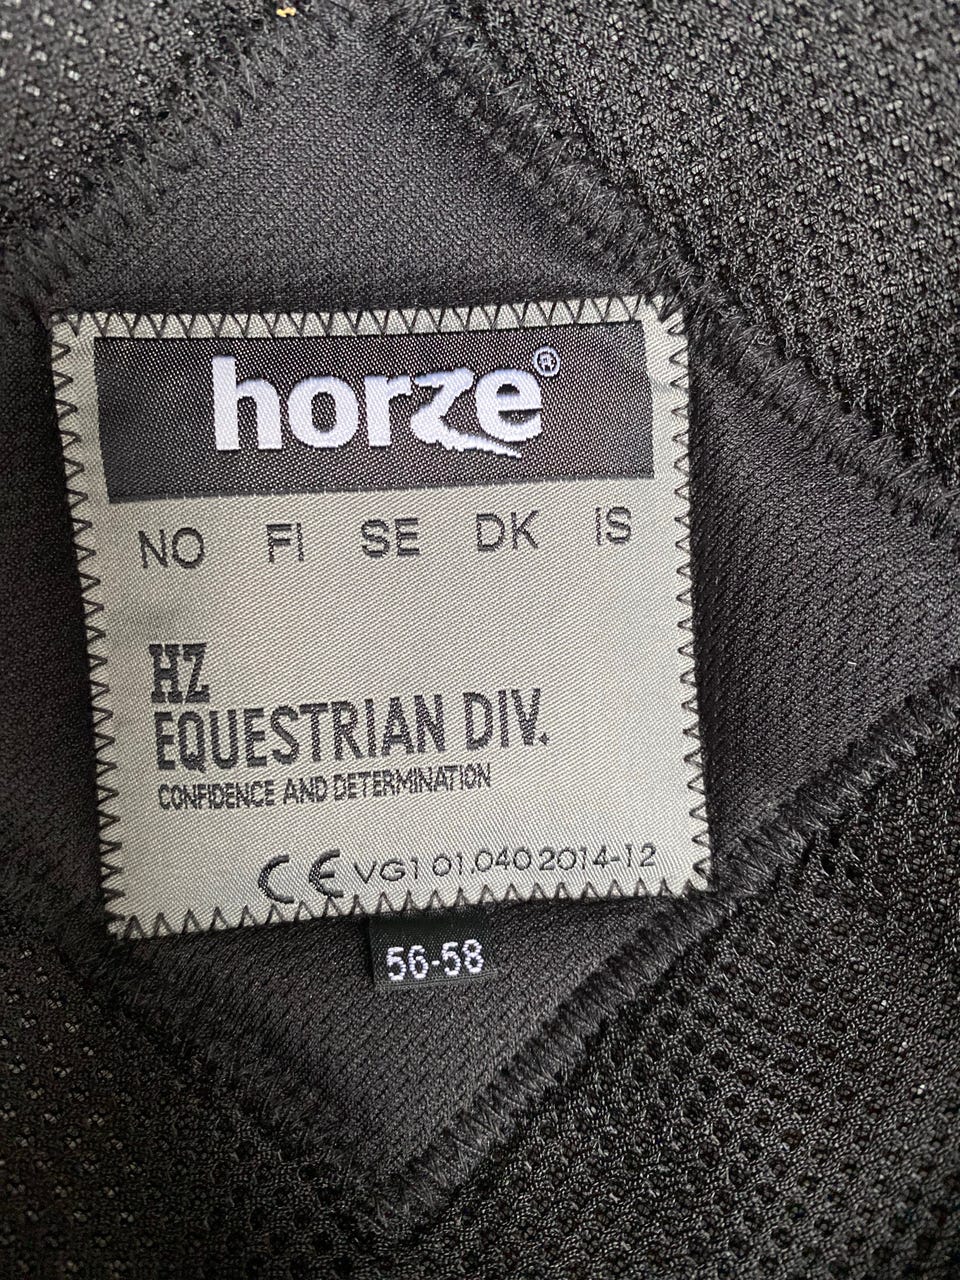 horze®
NO FI SE DK IS
HZ
EQUESTRIAN DIV.
CONFIDENCE AND DETERMINATION
CE VG1 01.040 2014-12
56-58